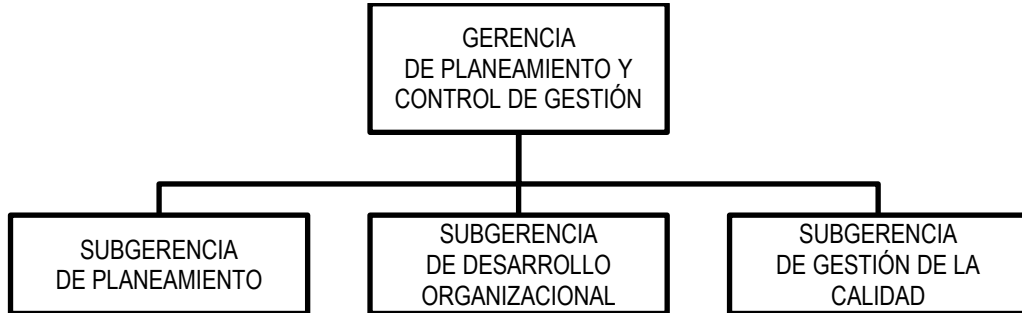 GERENCIA
DE PLANEAMIENTO Y
CONTROL DE GESTIÓN
SUBGERENCIA
DE PLANEAMIENTO
SUBGERENCIA
DE DESARROLLO
ORGANIZACIONAL
SUBGERENCIA
DE GESTIÓN DE LA
CALIDAD